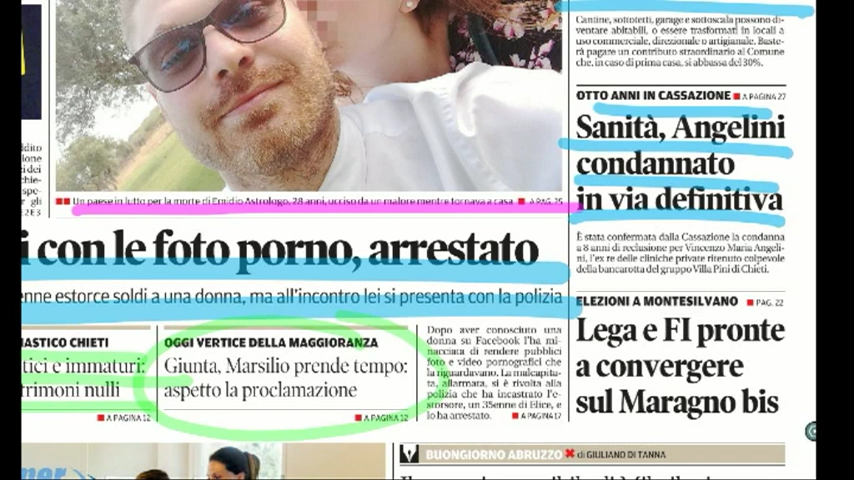 Cantine, sottotetti, garage e sottoscala possono di-
ventare abitabili, o essere trasformati in locali a
uso commerciale, direzionale o artigianale. Baste-
rà pagare un contributo straordinario al Comune
che, in caso di prima casa, si abbassa del 30%.
OTTO ANNI IN CASSAZIONE A PAGINA 27
Sanità, Angelini
condannato
in via definitiva
È stata confermata dalla Cassazione la condanna
a 8 anni di reclusione per Vincenzo Maria Angeli-
ni, l'ex re delle cliniche private ritenuto colpevole
della bancarotta del gruppo Villa Pini di Chieti.
Un paese in lutto per la morte di Emidio Astrologo, 28 anni, ucciso da un malore mentre tornava a casa A PAG. 25
i con le foto porno, arrestato
enne estorce soldi a una donna, ma all'incontro lei si presenta con la polizia
IASTICO CHIETI
tici e immaturi:
trimoni nulli
A PAGINA 12
OGGI VERTICE DELLA MAGGIORANZA
Giunta, Marsilio prende tempo:
aspetto la proclamazione
A PAGINA 12
Dopo aver conosciuto una
donna su Facebook l'ha mi-
nacciata di rendere pubblici
foto e video pornografici che
la riguardavano. La malcapita-
ta, allarmata, si è rivolta alla
polizia che ha incastrato l'e-
storsore, un 35enne di Elice, e
lo ha arrestato. A PAGINA 17
ELEZIONI A MONTESILVANO PAG. 22
Lega e FI pronte
a convergere
sul Maragno bis
BUONGIORNO ABRUZZO di GIULIANO DI TANNA